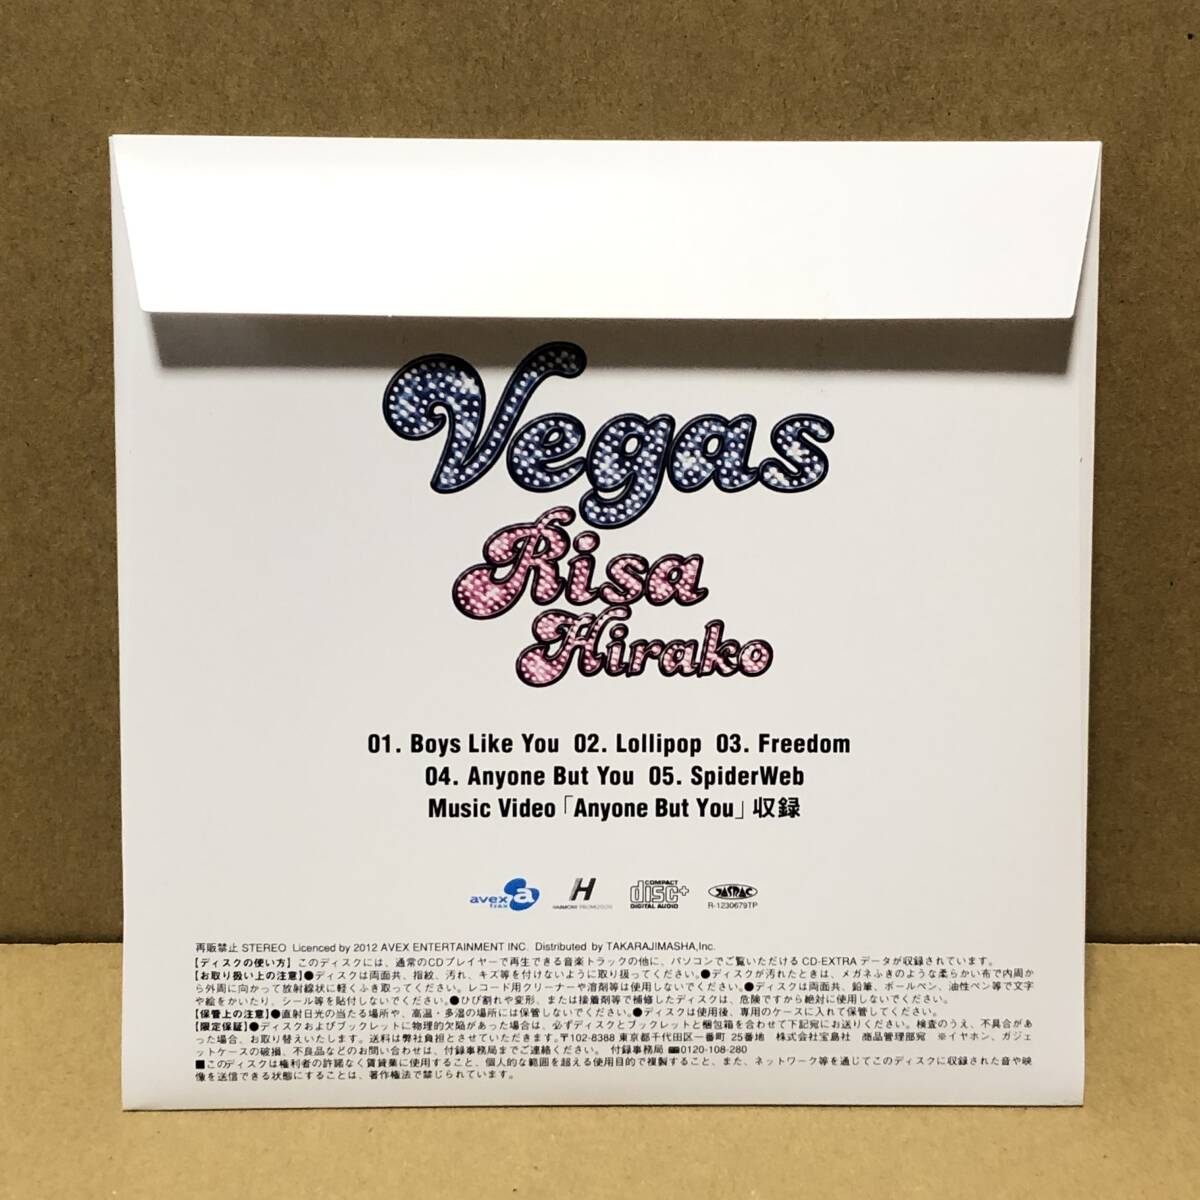 Vegas
Risa
Hirako
01. Boys Like You 02. Lollipop 03. Freedom
04. Anyone But You 05. SpiderWeb
Music Video「Anyone But You」収録
avex trax
H
HARMONY PROMOTION
COMPACT
disc+
DIGITAL AUDIO
JASRAC
R-1230679TP
再販禁止 STEREO Licenced by 2012 AVEX ENTERTAINMENT INC. Distributed by TAKARAJIMASHA,Inc.
【ディスクの使い方】このディスクには、通常のCDプレイヤーで再生できる音楽トラックの他に、パソコンでご覧いただける CD-EXTRA データが収録されています。
【お取り扱い上の注意】●ディスクは両面共、指紋、汚れ、キズ等を付けないように取り扱ってください。●ディスクが汚れたときは、メガネふきのような柔らかい布で内周か
ら外周に向かって放射線状に軽くふき取ってください。レコード用クリーナーや溶剤等は使用しないでください。●ディスクは両面共、鉛筆、ボールペン、油性ペン等で文字
や絵をかいたり、シール等を貼付しないでください。●ひび割れや変形、または接着剤等で補修したディスクは、危険ですから絶対に使用しないでください。
【保管上の注意】●直射日光の当たる場所や、高温・多湿の場所には保管しないでください。●ディスクは使用後、専用のケースに入れて保管してください。
【限定保証】●ディスクおよびブックレットに物理的欠陥があった場合は、必ずディスクとブックレットと梱包箱を合わせて下記宛にお送りください。検査のうえ、不具合があ
った場合、お取り替えいたします。送料は弊社負担とさせていただきます。〒102-8388 東京都千代田区一番町 25番地 株式会社宝島社 商品管理部宛 ※イヤホン、ガジェ
ットケースの破損、不良品などのお問い合わせは、付録事務局までご連絡ください。 付録事務局 0120-108-280
■このディスクは権利者の許諾なく賃貸業に使用すること、個人的な範囲を超える使用目的で複製すること、また、ネットワーク等を通じてこのディスクに収録された音や映
像を送信できる状態にすることは、著作権法で禁じられています。